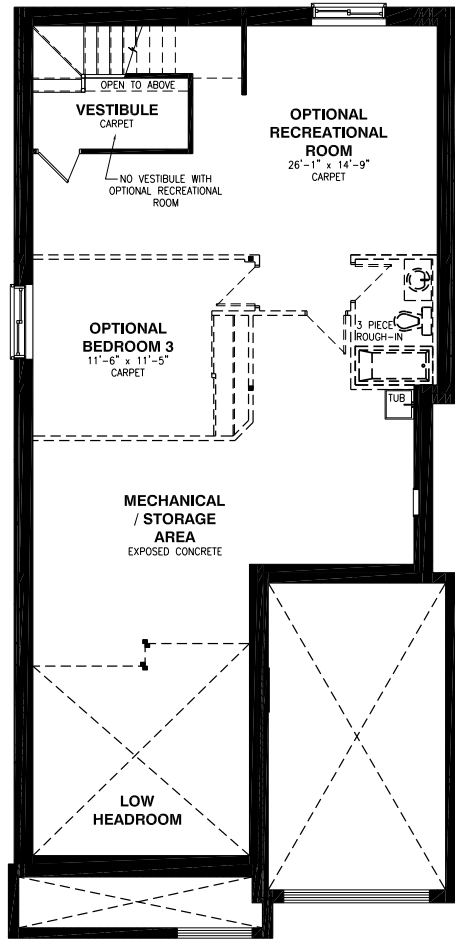 OPEN TO ABOVE
VESTIBULE
CARPET
NO VESTIBULE WITH
OPTIONAL RECREATIONAL
ROOM
OPTIONAL
RECREATIONAL
ROOM
26'-1" x 14'-9"
CARPET
3 PIECE
ROUGH-IN
TUB
OPTIONAL
BEDROOM 3
11'-6" x 11'-5"
CARPET
MECHANICAL
/ STORAGE
AREA
EXPOSED CONCRETE
LOW
HEADROOM